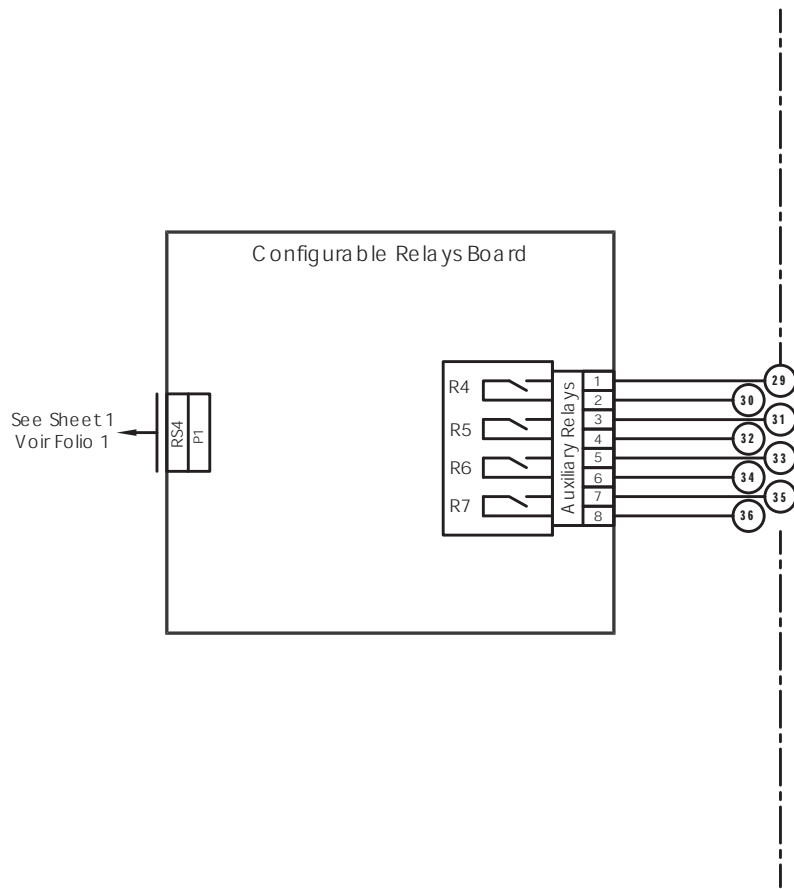 Configurable Relays Board
See Sheet 1
Voir Folio 1
RS4
P1
Auxiliary Relays
R4
R5
R6
R7
1
2
3
4
5
6
7
8
29
30
31
32
33
34
35
36